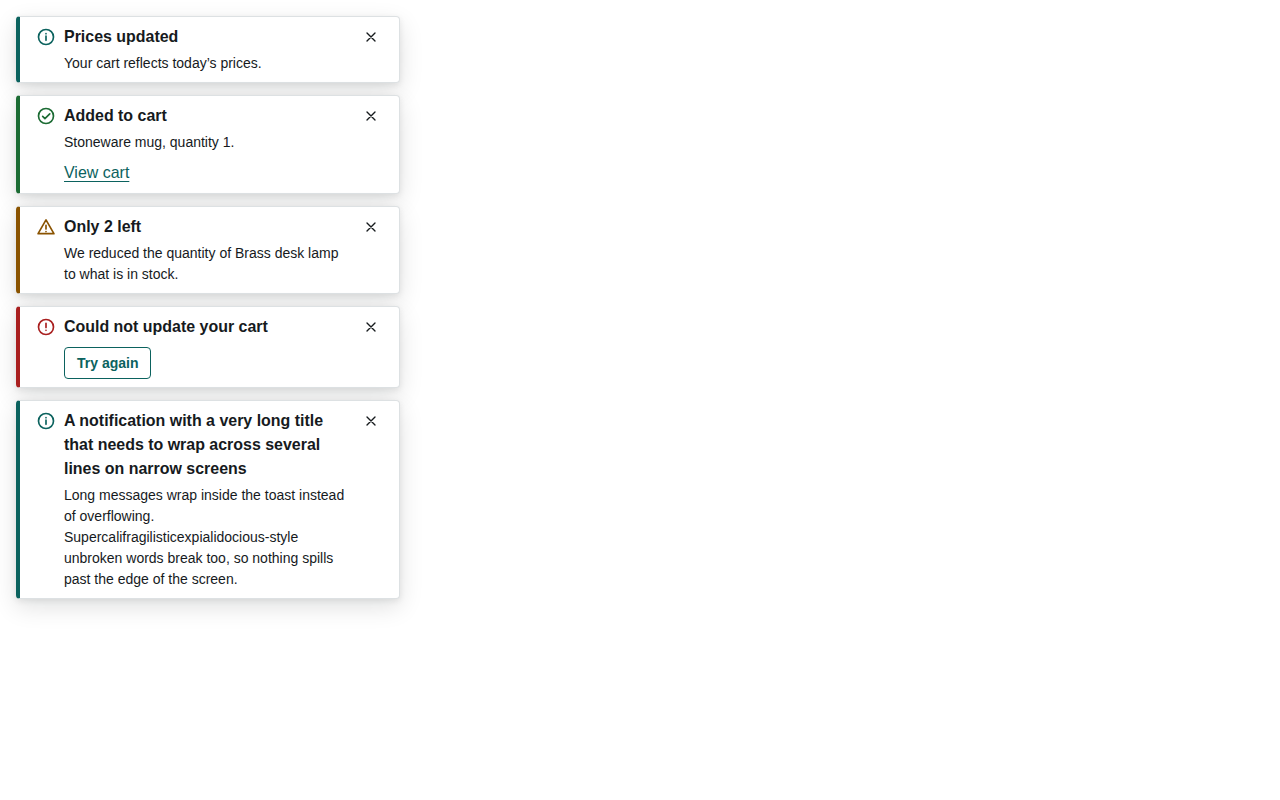 Prices updated
Your cart reflects today’s prices.
Added to cart
Stoneware mug, quantity 1.
View cart
Only 2 left
We reduced the quantity of Brass desk lamp
to what is in stock.
Could not update your cart
Try again
A notification with a very long title
that needs to wrap across several
lines on narrow screens
Long messages wrap inside the toast instead
of overflowing.
Supercalifragilisticexpialidocious-style
unbroken words break too, so nothing spills
past the edge of the screen.